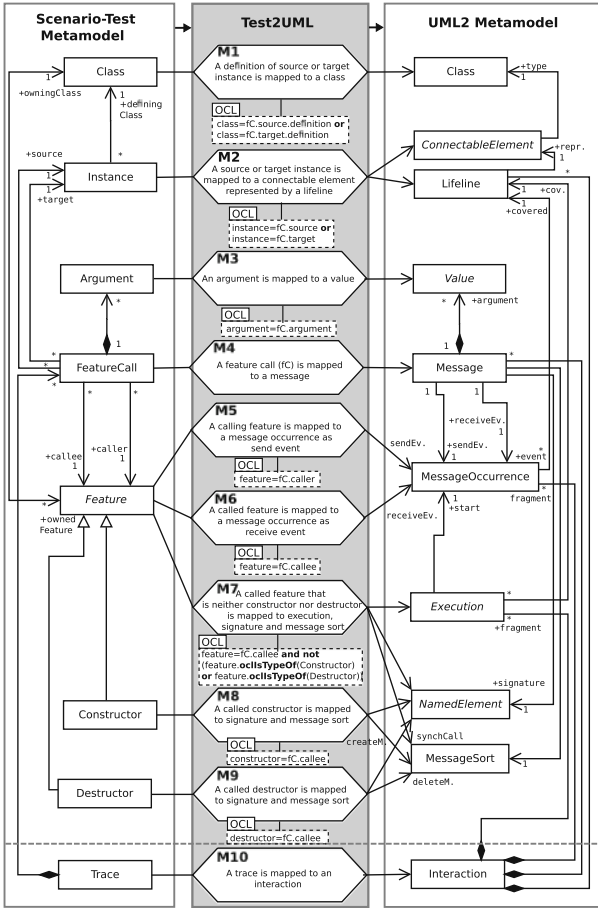 Scenario-Test
Metamodel
Test2UML
UML2 Metamodel
Class
1
+owningClass
1
1
+defining
Class
*
+source
1
Instance
1
+target
Argument
*
1
*
FeatureCall
*
*
*
*
+callee
1
+caller
1
Feature
*
+owned
Feature
Constructor
Destructor
Trace
M1
A definition of source or target
instance is mapped to a class
OCL
class=fC.source.definition or
class=fC.target.definition
M2
A source or target instance is
mapped to a connectable element
represented by a lifeline
OCL
instance=fC.source or
instance=fC.target
M3
An argument is mapped to a value
OCL
argument=fC.argument
M4
A feature call (fC) is mapped
to a message
M5
A calling feature is mapped to
a message occurrence as
send event
OCL
feature=fC.caller
M6
A called feature is mapped to
a message occurrence as
receive event
OCL
feature=fC.callee
M7
A called feature that
is neither constructor nor destructor
is mapped to execution,
signature and message sort
OCL
feature=fC.callee and not
(feature.oclIsTypeOf(Constructor)
or feature.oclIsTypeOf(Destructor))
M8
A called constructor is mapped
to signature and message sort
OCL
constructor=fC.callee
M9
A called destructor is mapped
to signature and message sort
OCL
destructor=fC.callee
M10
A trace is mapped to an
interaction
Class
+type
1
ConnectableElement
+repr.
1
Lifeline
*
1
+cov.
1
+covered
Value
*
+argument
1
Message
*
1
1
+receiveEv.
sendEv.
+sendEv.
1
1
*
+event
MessageOccurrence
*
fragment
1
+start
receiveEv.
Execution
*
*
+fragment
+signature
NamedElement
1
createM.
synchCall
MessageSort
1
deleteM.
Interaction